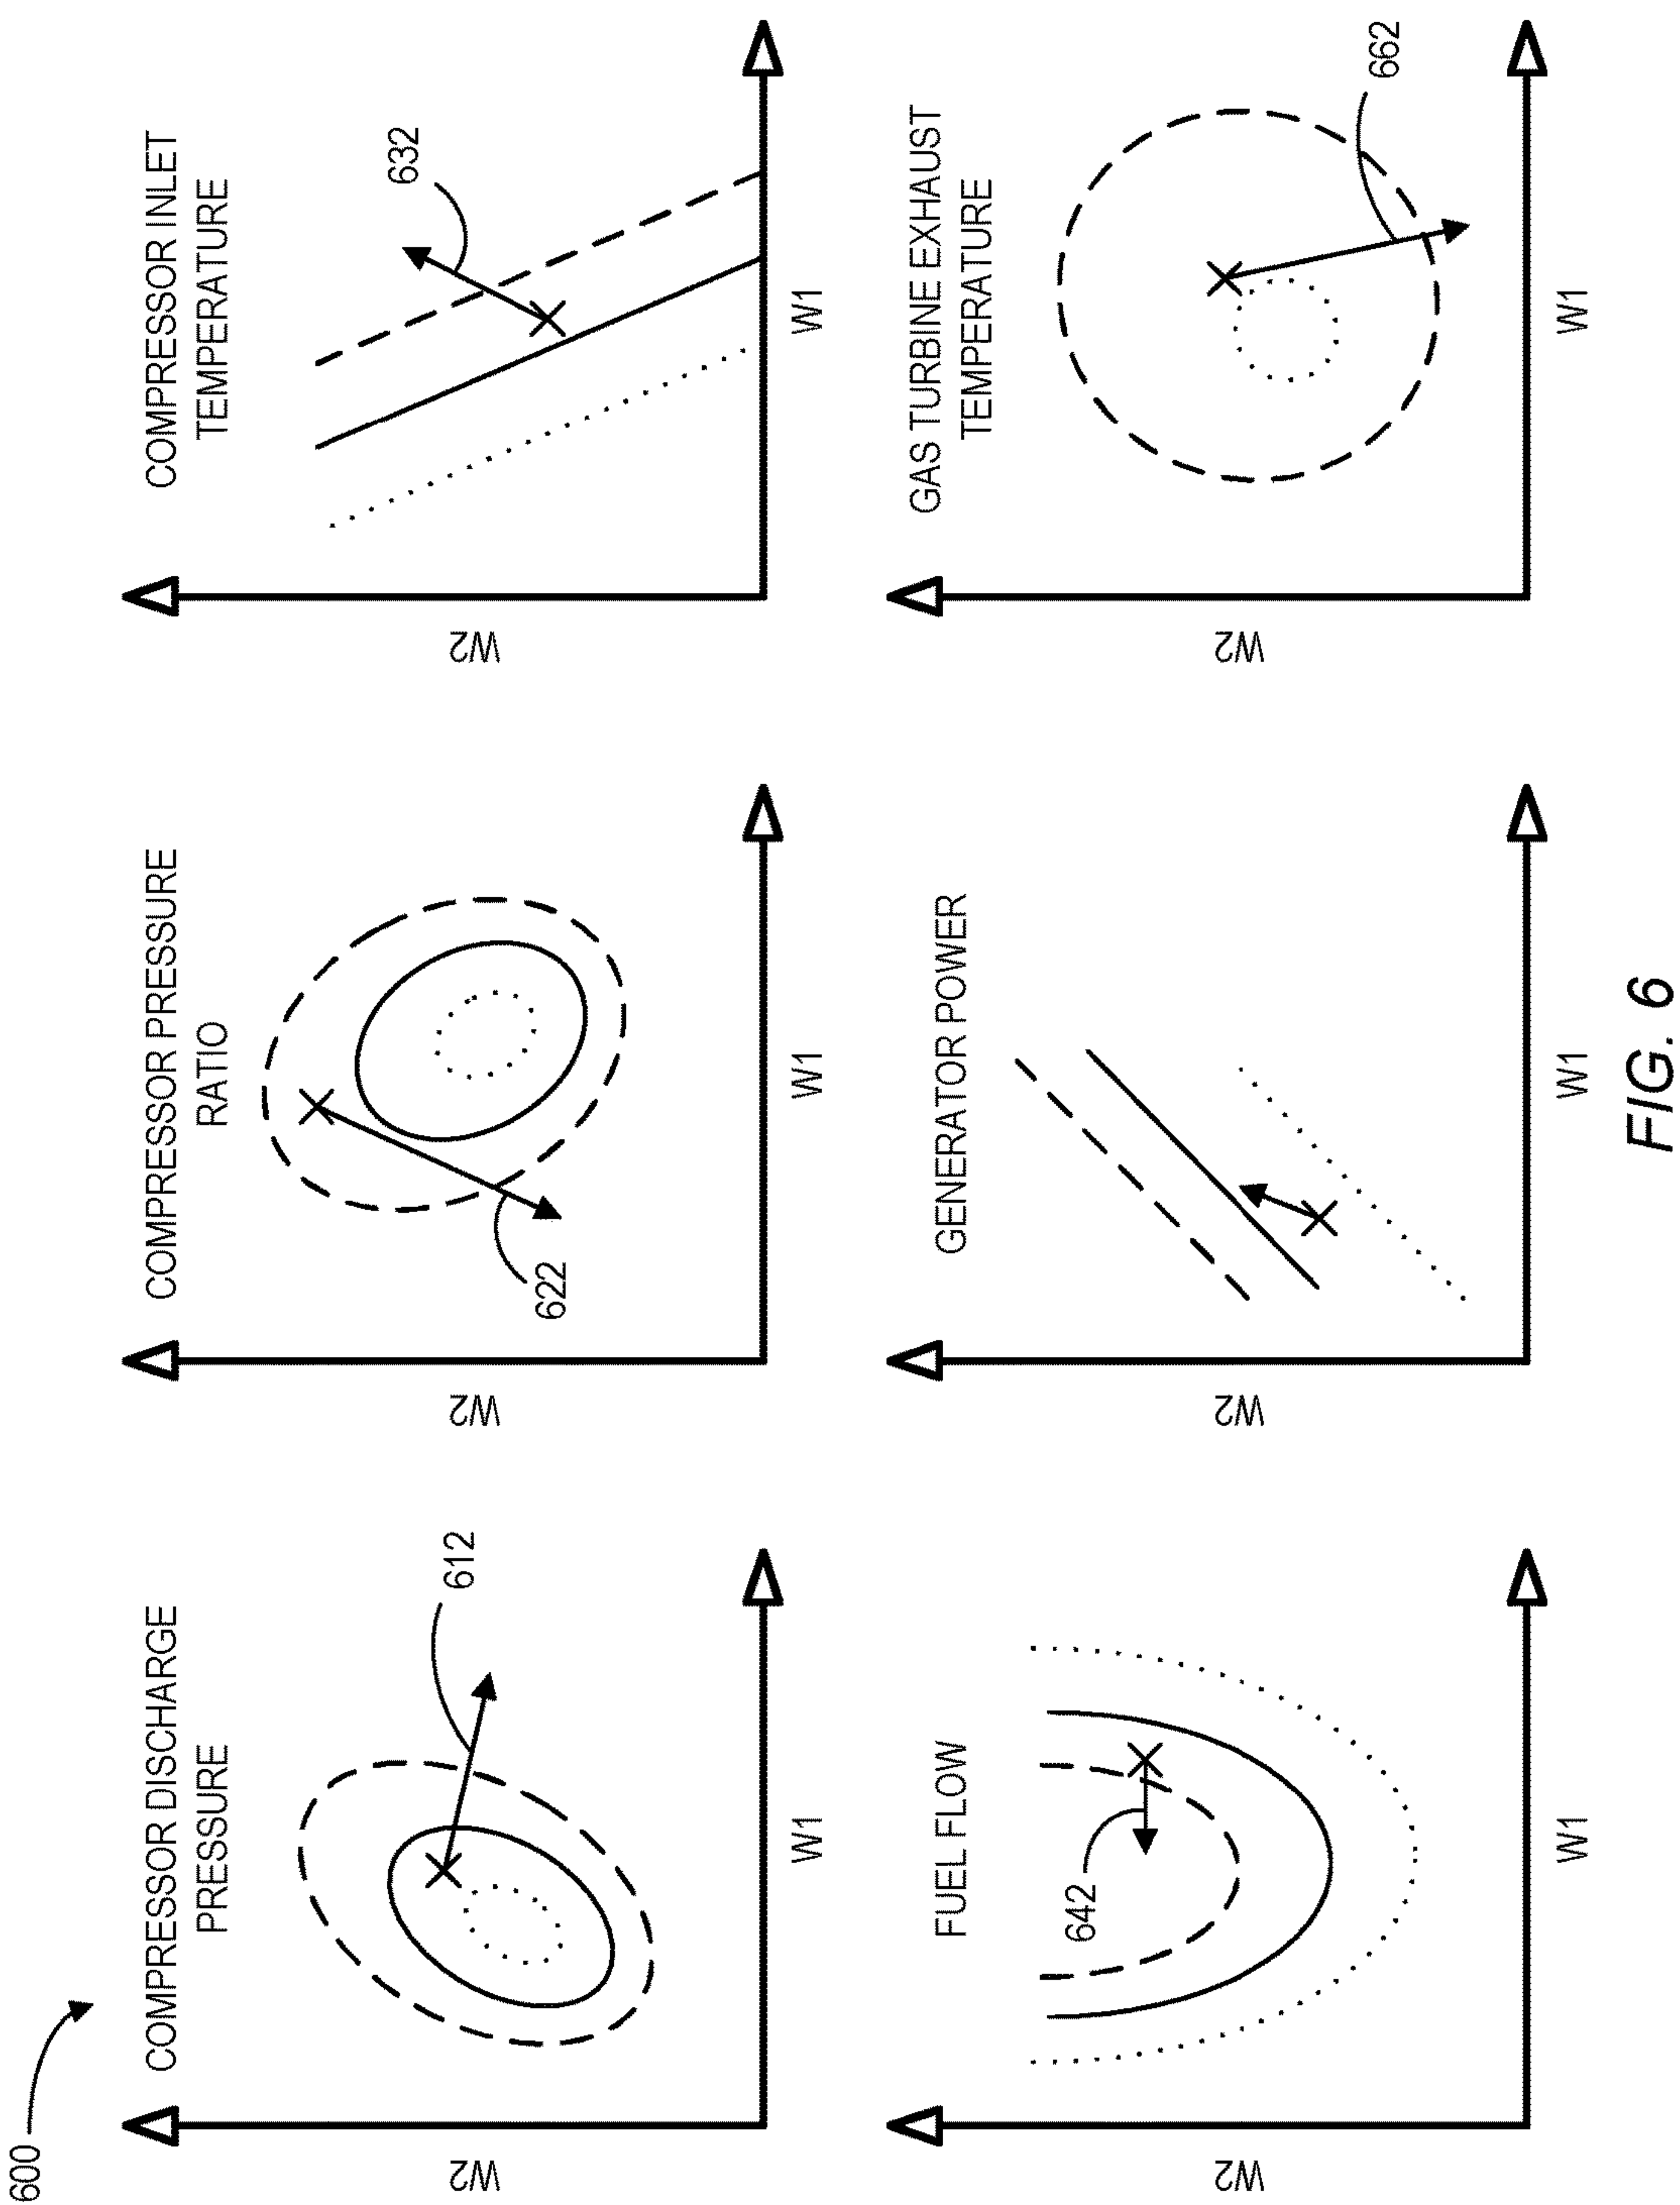 600
COMPRESSOR DISCHARGE
PRESSURE
612
W2
W1
COMPRESSOR PRESSURE
RATIO
622
W2
W1
COMPRESSOR INLET
TEMPERATURE
632
W2
W1
FUEL FLOW
642
W2
W1
GENERATOR POWER
W2
W1
GAS TURBINE EXHAUST
TEMPERATURE
662
W2
W1
FIG. 6